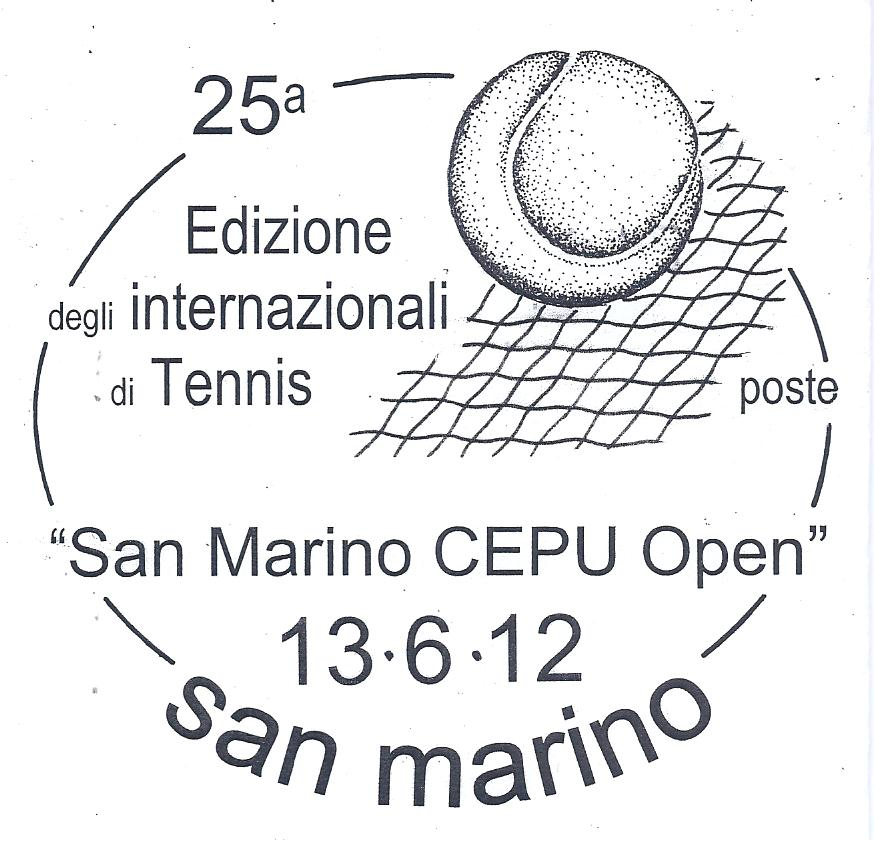 25ª
Edizione
degli internazionali
di Tennis
poste
“San Marino CEPU Open”
13·6·12
san marino